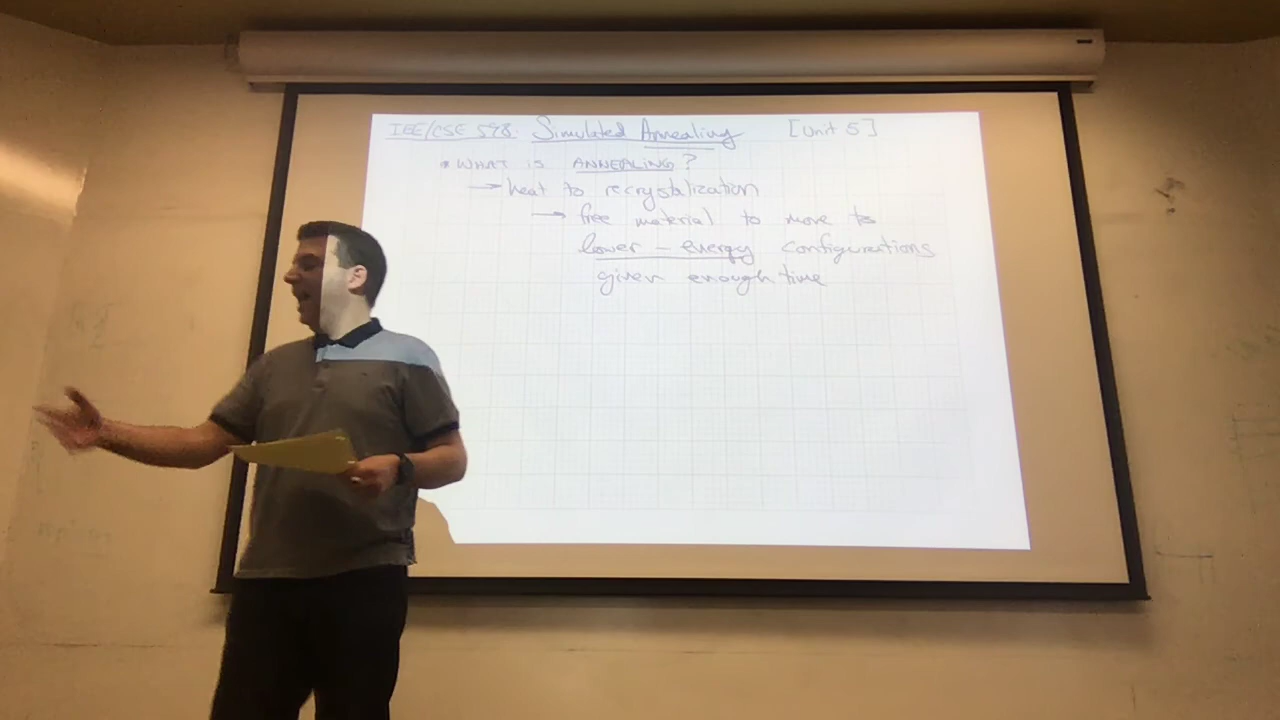 IEE/CSE 598: Simulated Annealing [Unit 5]
• WHAT IS ANNEALING?
→ heat to recrystalization
→ free material to move to
lower-energy configurations
given enough time